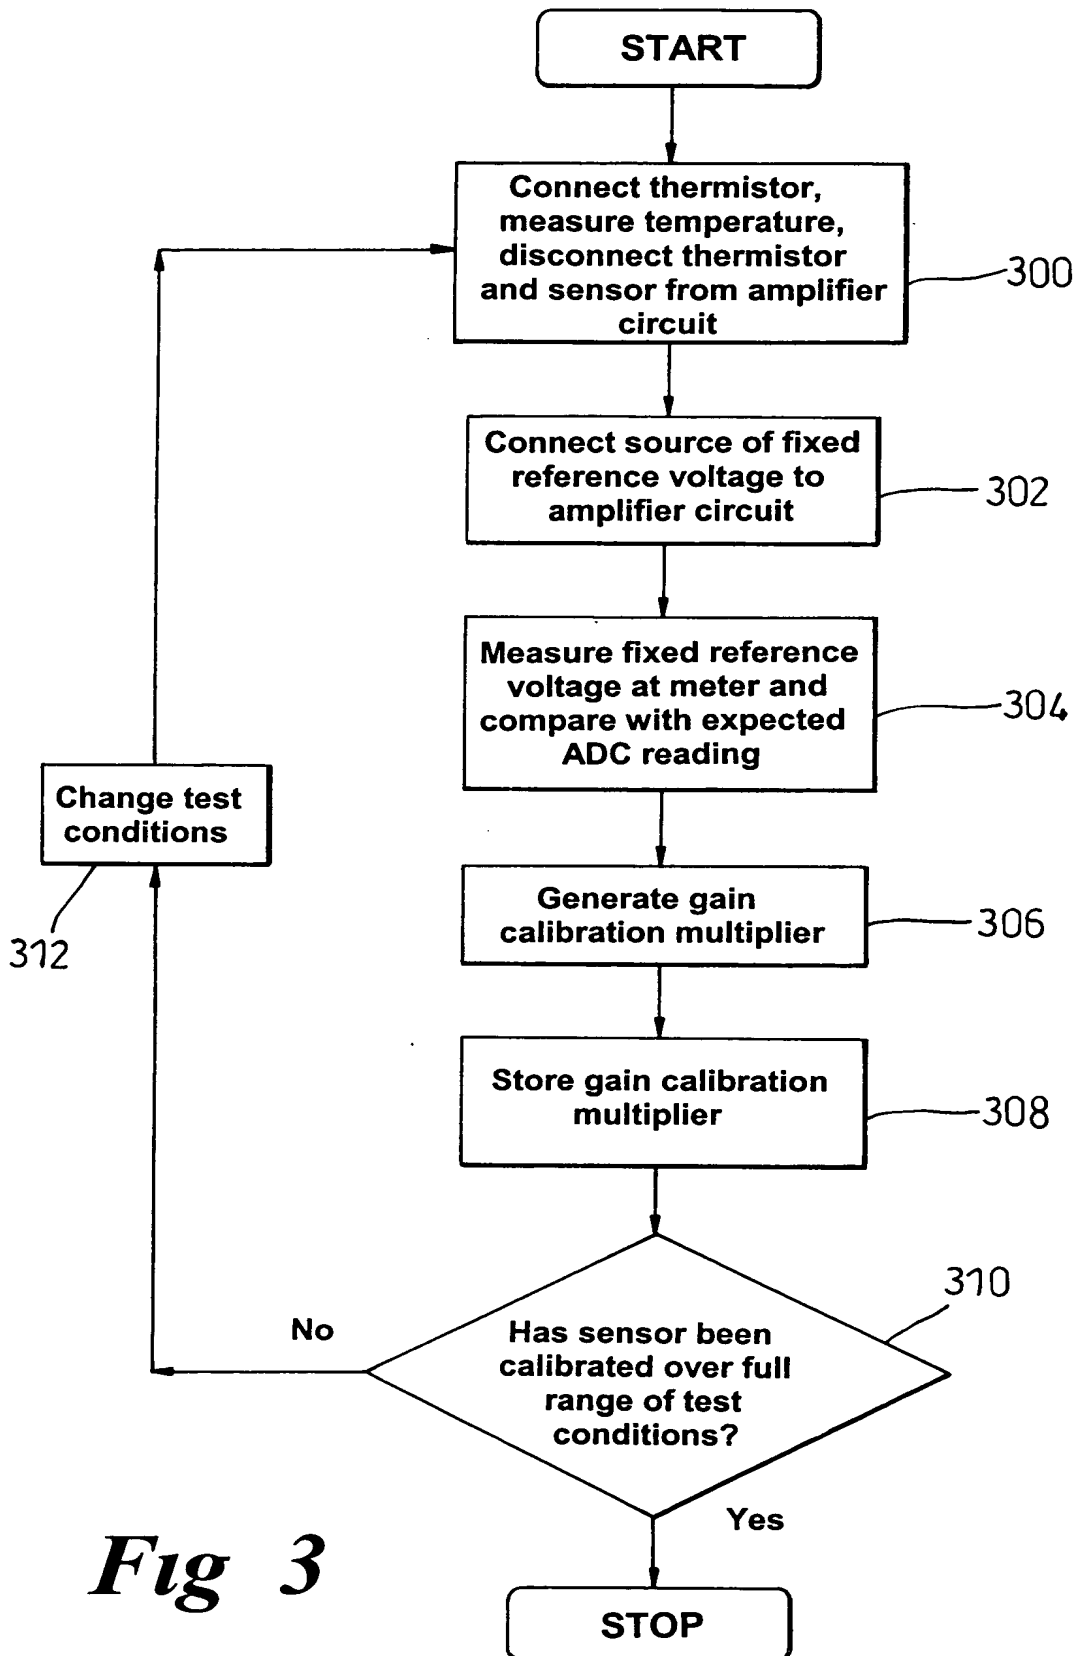 START
Connect thermistor,
measure temperature,
disconnect thermistor
and sensor from amplifier
circuit
300
Connect source of fixed
reference voltage to
amplifier circuit
302
Measure fixed reference
voltage at meter and
compare with expected
ADC reading
304
Change test
conditions
312
Generate gain
calibration multiplier
306
Store gain calibration
multiplier
308
310
No
Has sensor been
calibrated over full
range of test
conditions?
Yes
Fig 3
STOP